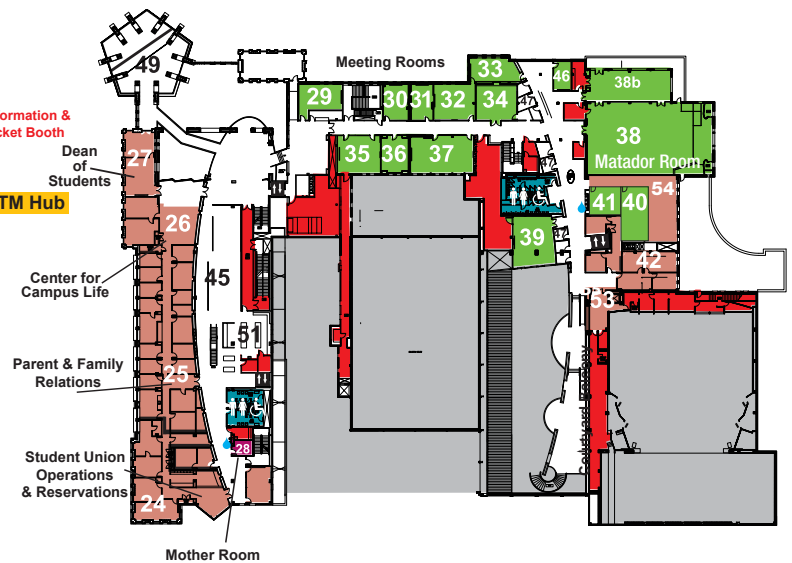 49
Meeting Rooms
33
46
38b
29
30
31
32
34
47
38
Matador Room
ormation &
cket Booth
Dean
of
Students
27
35
36
37
47
TM Hub
26
41
40
54
39
47
45
42
Center for
Campus Life
53
51
Parent & Family
Relations
25
28
Student Union
Operations
& Reservations
24
Mother Room